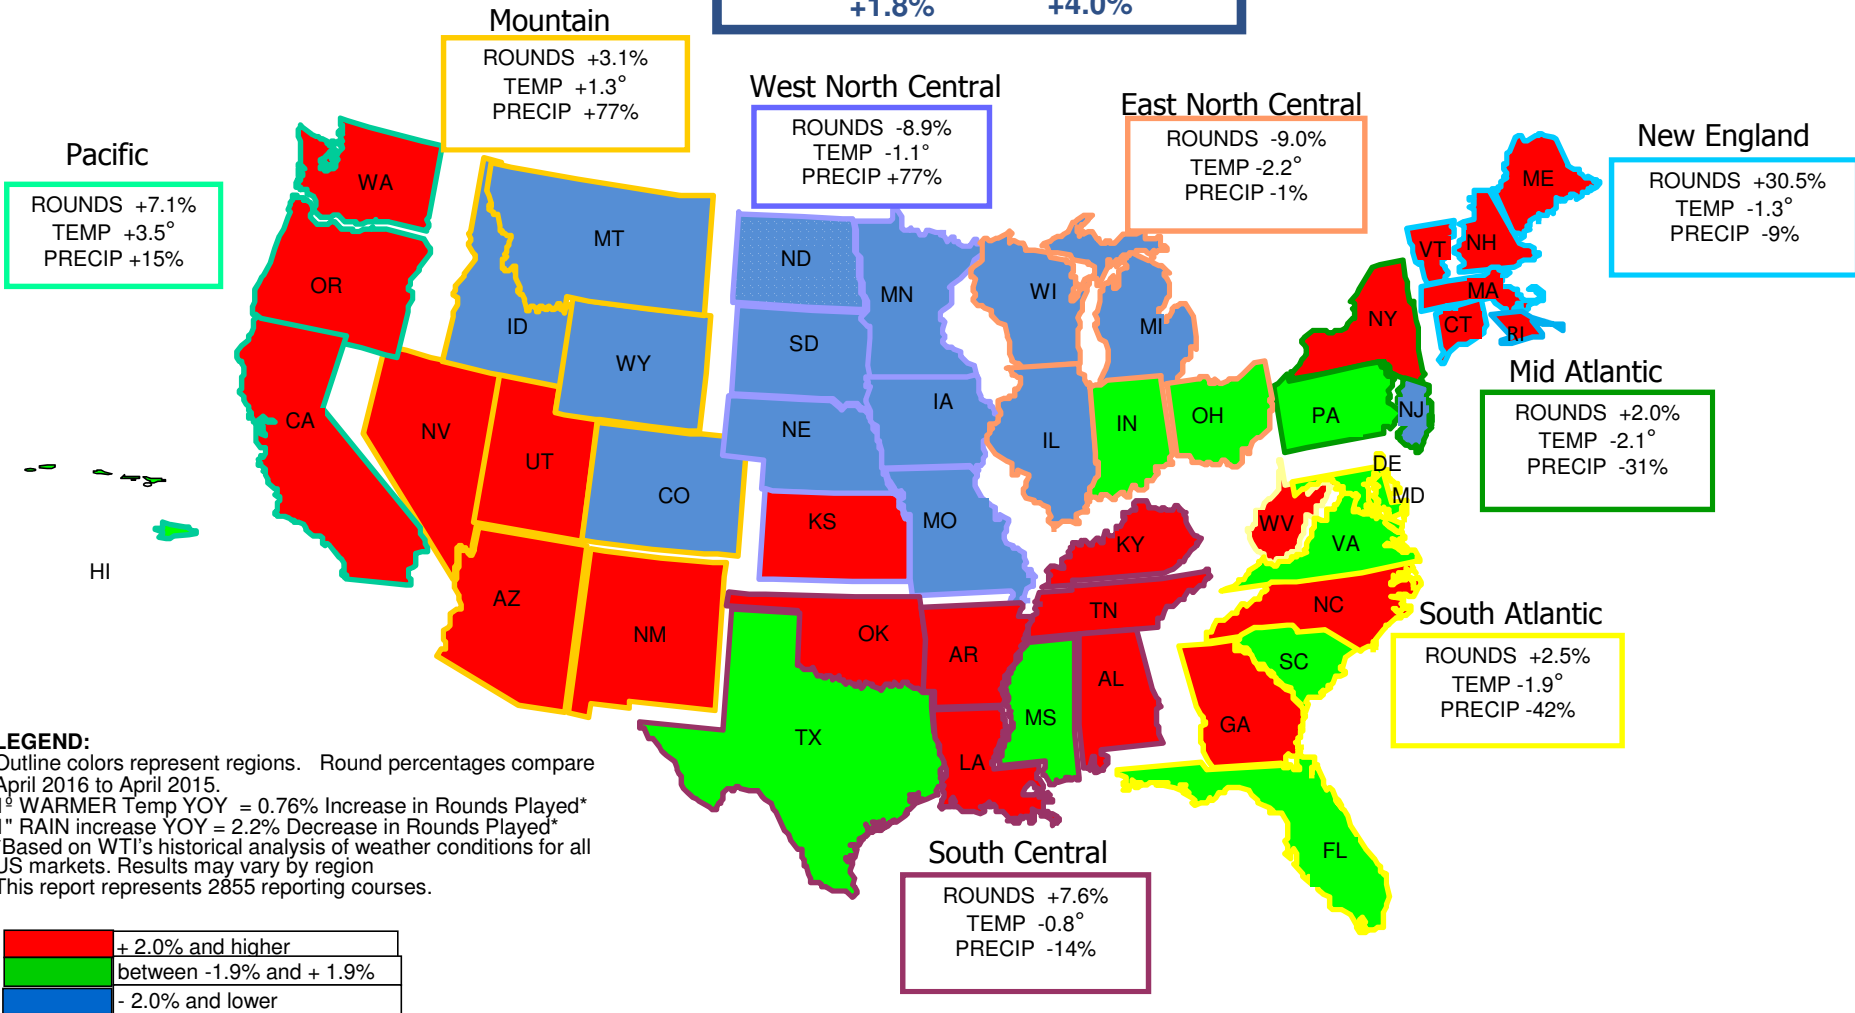 +1.8% +4.0%
Mountain
ROUNDS +3.1%
TEMP +1.3°
PRECIP +77%
West North Central
ROUNDS -8.9%
TEMP -1.1°
PRECIP +77%
East North Central
ROUNDS -9.0%
TEMP -2.2°
PRECIP -1%
New England
ROUNDS +30.5%
TEMP -1.3°
PRECIP -9%
Pacific
ROUNDS +7.1%
TEMP +3.5°
PRECIP +15%
WA
OR
CA
HI
MT
ID
WY
NV
UT
CO
AZ
NM
ND
SD
NE
KS
MN
IA
MO
WI
MI
IL
IN
OH
ME
VT
NH
MA
CT
RI
NY
PA
NJ
Mid Atlantic
ROUNDS +2.0%
TEMP -2.1°
PRECIP -31%
DE
MD
WV
VA
NC
SC
GA
FL
South Atlantic
ROUNDS +2.5%
TEMP -1.9°
PRECIP -42%
KY
TN
OK
AR
TX
LA
MS
AL
South Central
ROUNDS +7.6%
TEMP -0.8°
PRECIP -14%
LEGEND:
Outline colors represent regions. Round percentages compare
April 2016 to April 2015.
1º WARMER Temp YOY = 0.76% Increase in Rounds Played*
1" RAIN increase YOY = 2.2% Decrease in Rounds Played*
*Based on WTI's historical analysis of weather conditions for all
US markets. Results may vary by region
This report represents 2855 reporting courses.
+ 2.0% and higher
between -1.9% and + 1.9%
- 2.0% and lower